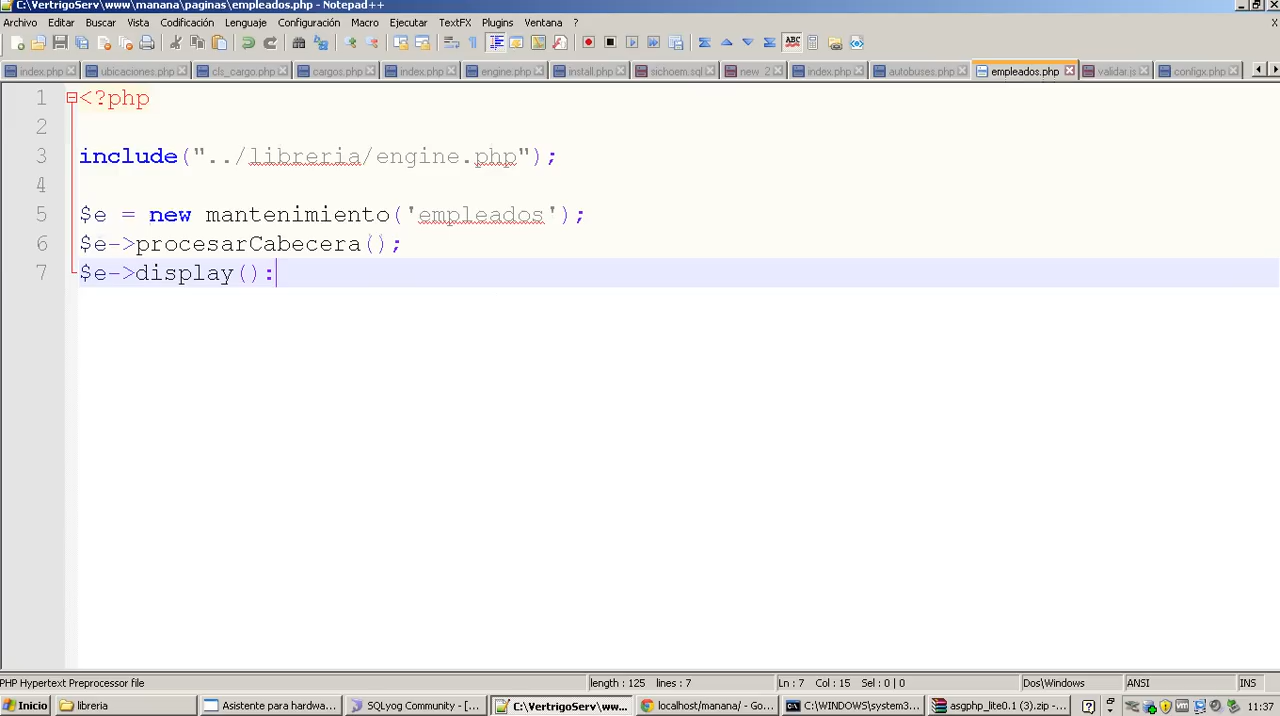 C:\VertrigoServ\www\manana\paginas\empleados.php - Notepad++
Archivo Editar Buscar Vista Codificación Lenguaje Configuración Macro Ejecutar TextFX Plugins Ventana ?
index.php ubicaciones.php cls_cargo.php cargos.php index.php engine.php install.php sichoem.sql new 2 index.php autobuses.php empleados.php validar.js configx.php
1 <?php
2
3 include("../libreria/engine.php");
4
5 $e = new mantenimiento('empleados');
6 $e->procesarCabecera();
7 $e->display():
PHP Hypertext Preprocessor file length : 125 lines : 7 Ln : 7 Col : 15 Sel : 0 | 0 Dos\Windows ANSI INS
Inicio libreria Asistente para hardwa... SQLyog Community - [... C:\VertrigoServ\ww... localhost/manana/ - Go... C:\WINDOWS\system3... asgphp_lite0.1 (3).zip - ... 11:37